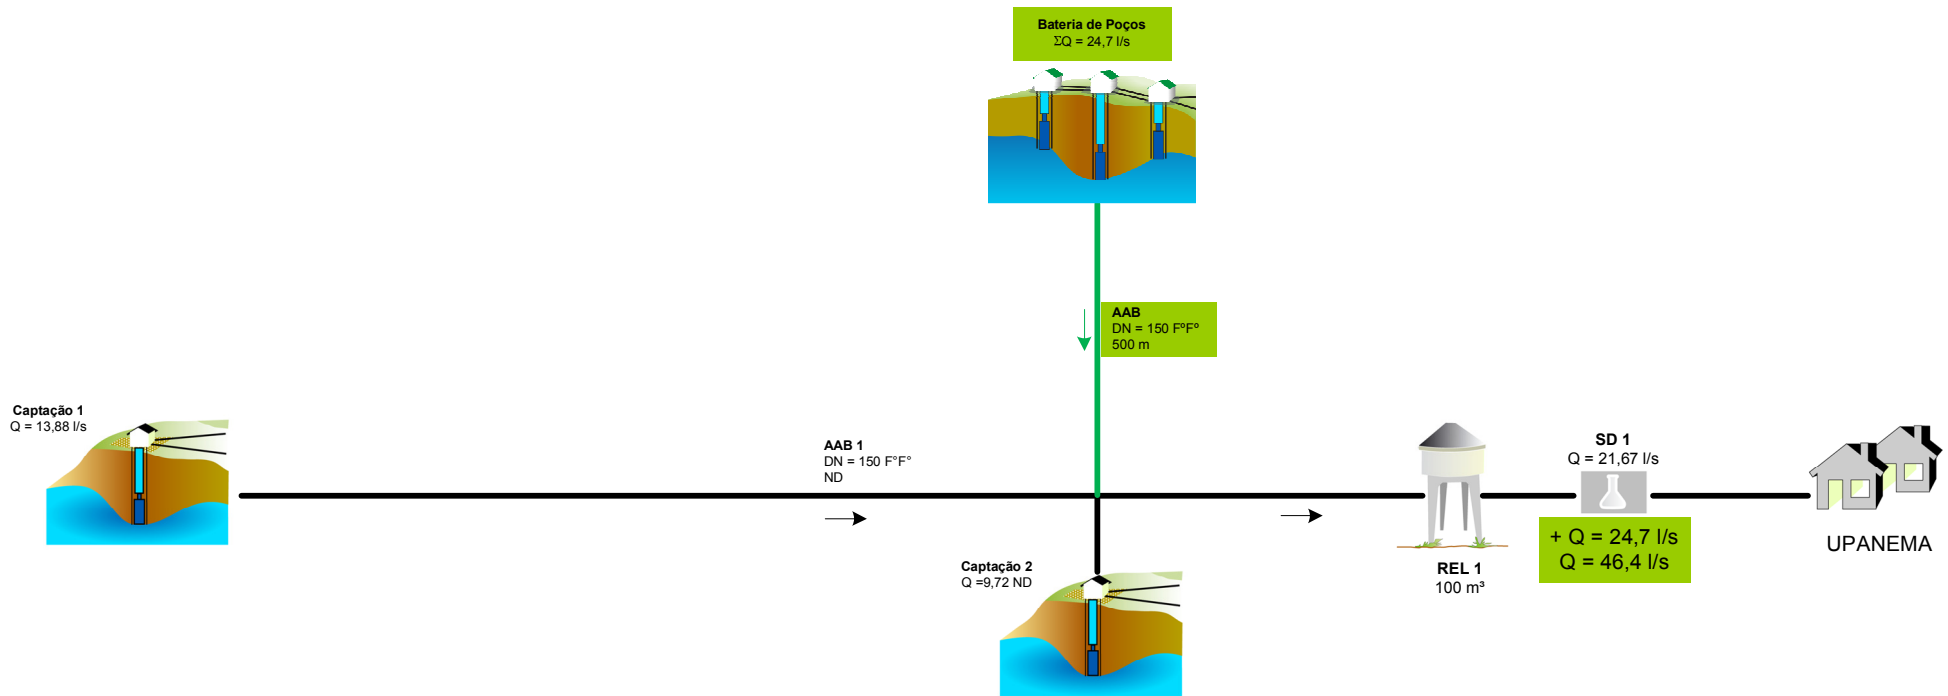 Bateria de Poços
ΣQ = 24,7 l/s
AAB
DN = 150 FºFº
500 m
Captação 1
Q = 13,88 l/s
AAB 1
DN = 150 F°F°
ND
SD 1
Q = 21,67 l/s
+ Q = 24,7 l/s
Q = 46,4 l/s
UPANEMA
Captação 2
Q =9,72 ND
REL 1
100 m³